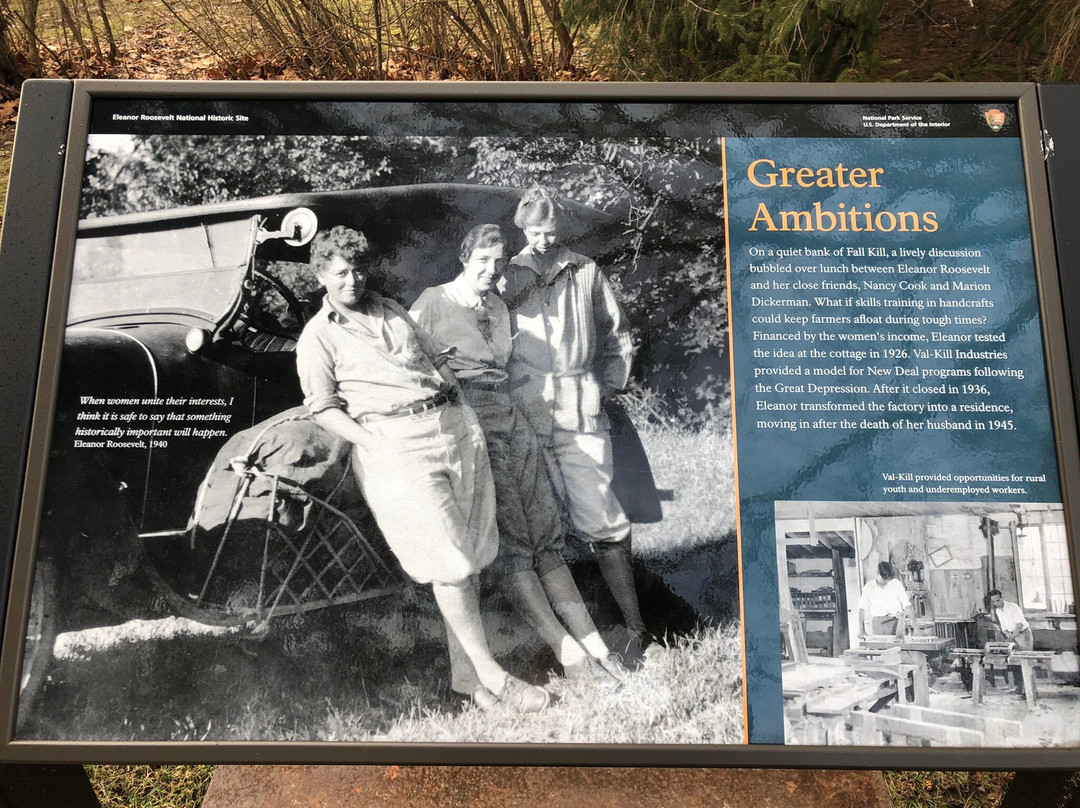 Eleanor Roosevelt National Historic Site
National Park Service
U.S. Department of the Interior
Greater
Ambitions
On a quiet bank of Fall Kill, a lively discussion
bubbled over lunch between Eleanor Roosevelt
and her close friends, Nancy Cook and Marion
Dickerman. What if skills training in handcrafts
could keep farmers afloat during tough times?
Financed by the women's income, Eleanor tested
the idea at the cottage in 1926. Val-Kill Industries
provided a model for New Deal programs following
the Great Depression. After it closed in 1936,
Eleanor transformed the factory into a residence,
moving in after the death of her husband in 1945.
When women unite their interests, I
think it is safe to say that something
historically important will happen.
Eleanor Roosevelt, 1940
Val-Kill provided opportunities for rural
youth and underemployed workers.